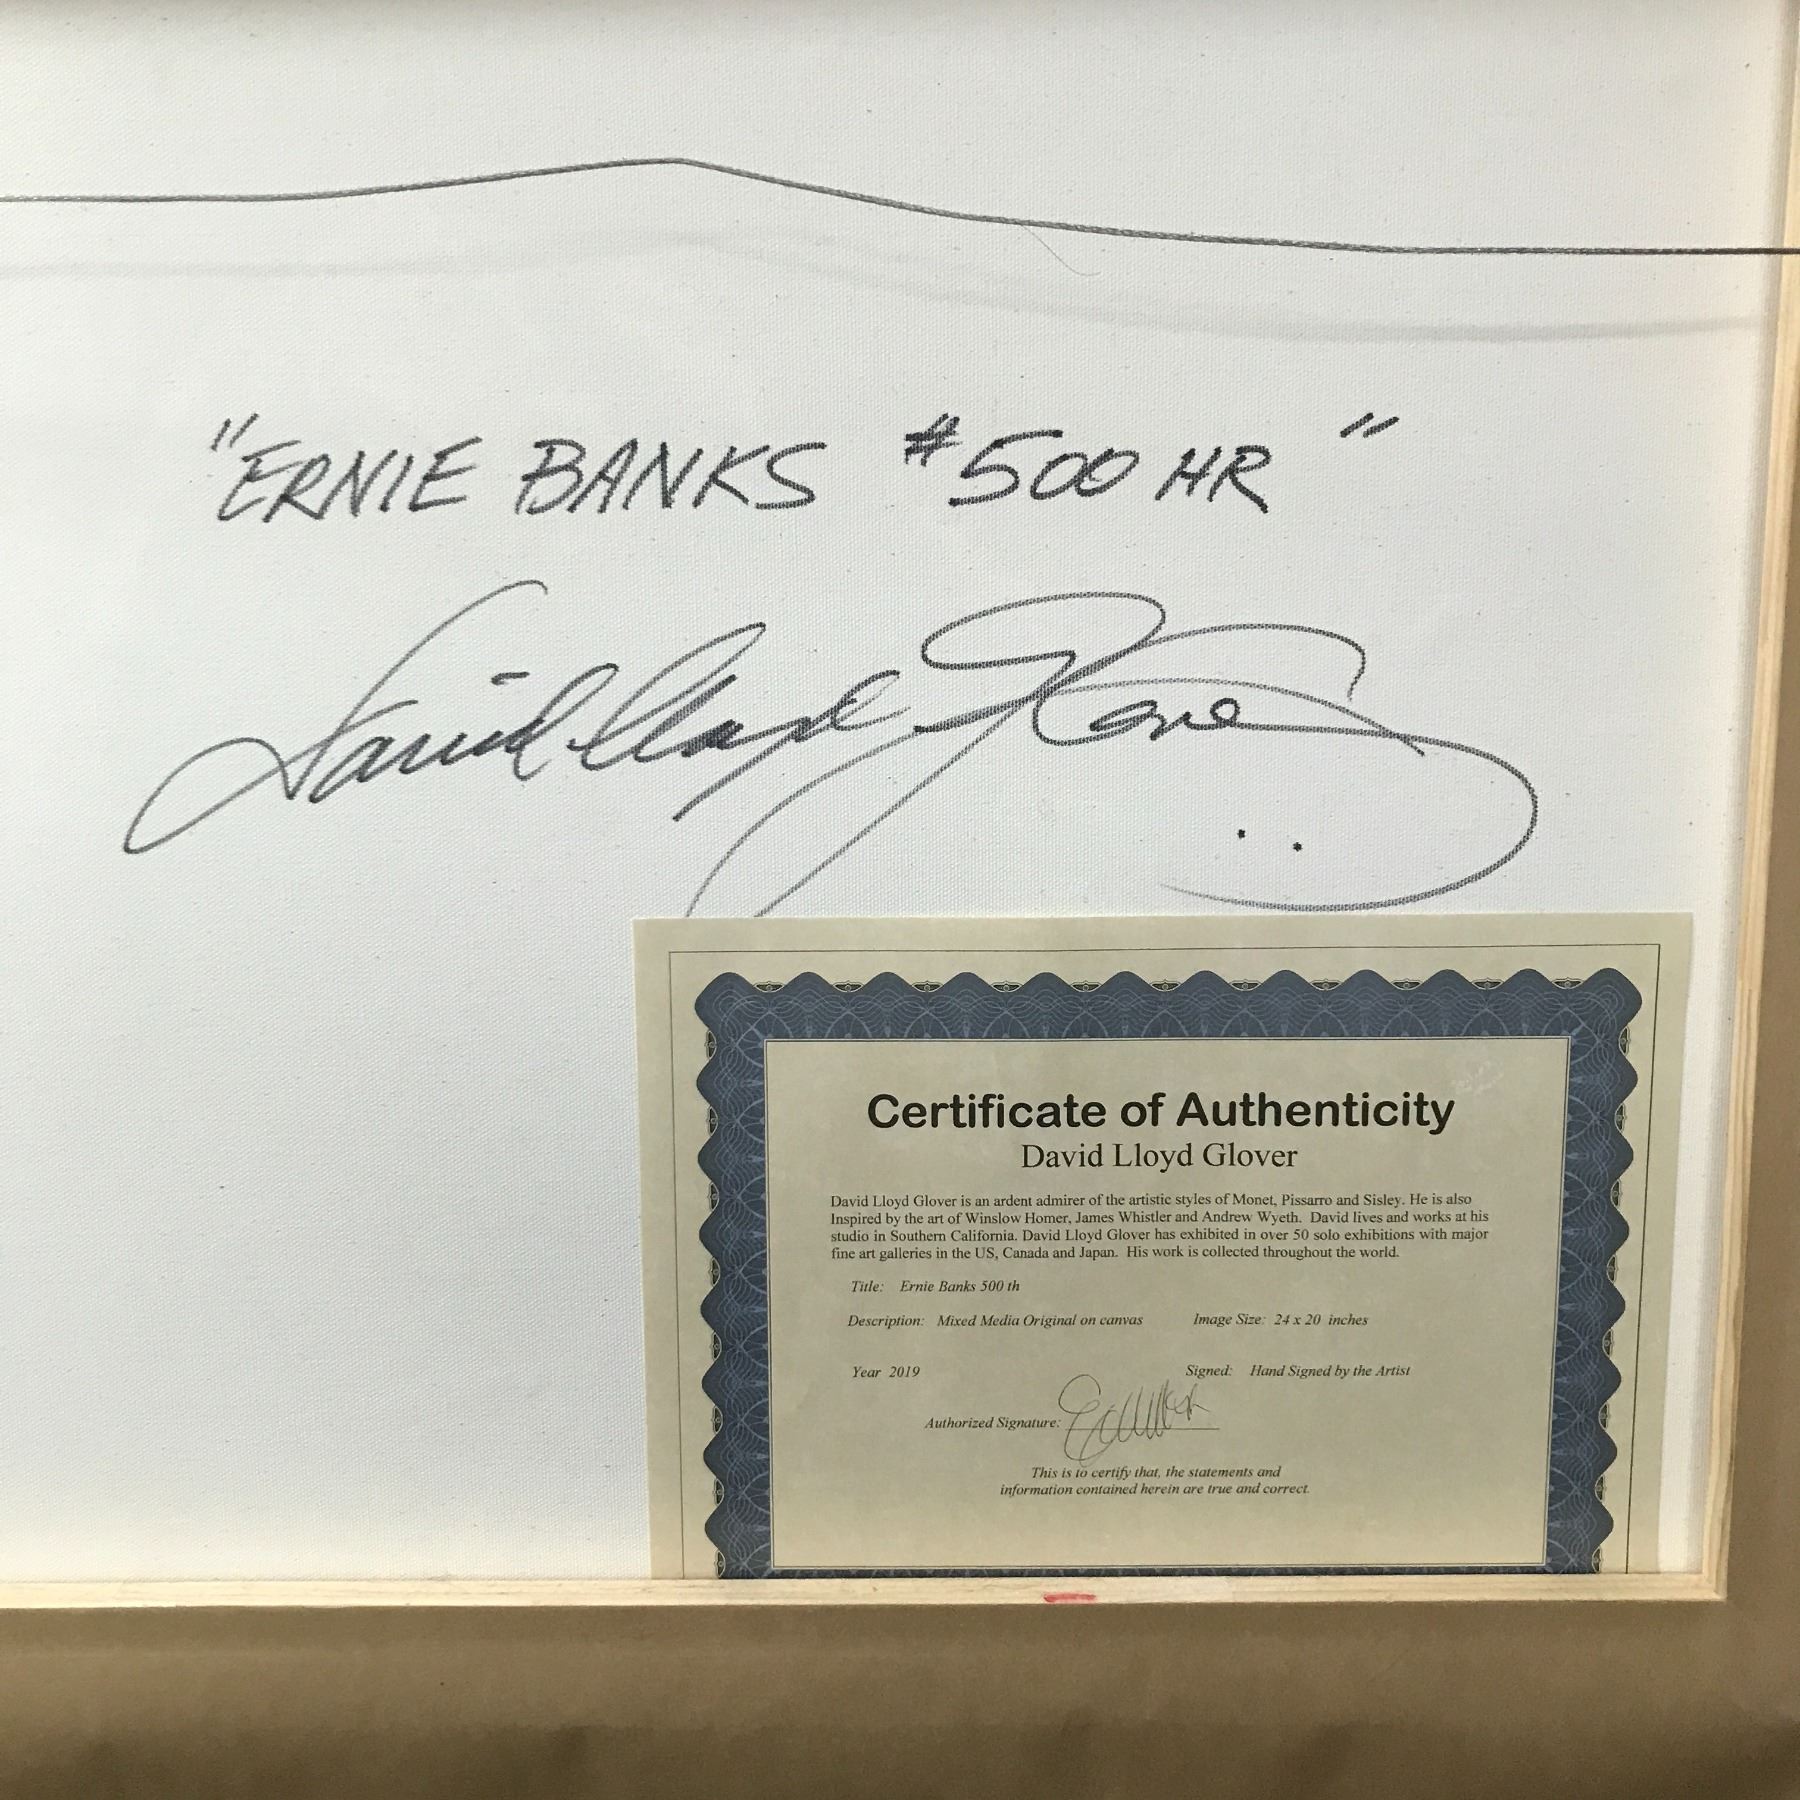 "ERNIE BANKS #500 HR"
David Lloyd Glover
Certificate of Authenticity
David Lloyd Glover
David Lloyd Glover is an ardent admirer of the artistic styles of Monet, Pissarro and Sisley. He is also
Inspired by the art of Winslow Homer, James Whistler and Andrew Wyeth. David lives and works at his
studio in Southern California. David Lloyd Glover has exhibited in over 50 solo exhibitions with major
fine art galleries in the US, Canada and Japan. His work is collected throughout the world.
Title: Ernie Banks 500 th
Description: Mixed Media Original on canvas Image Size: 24 x 20 inches
Year 2019 Signed: Hand Signed by the Artist
Authorized Signature:
This is to certify that, the statements and
information contained herein are true and correct.